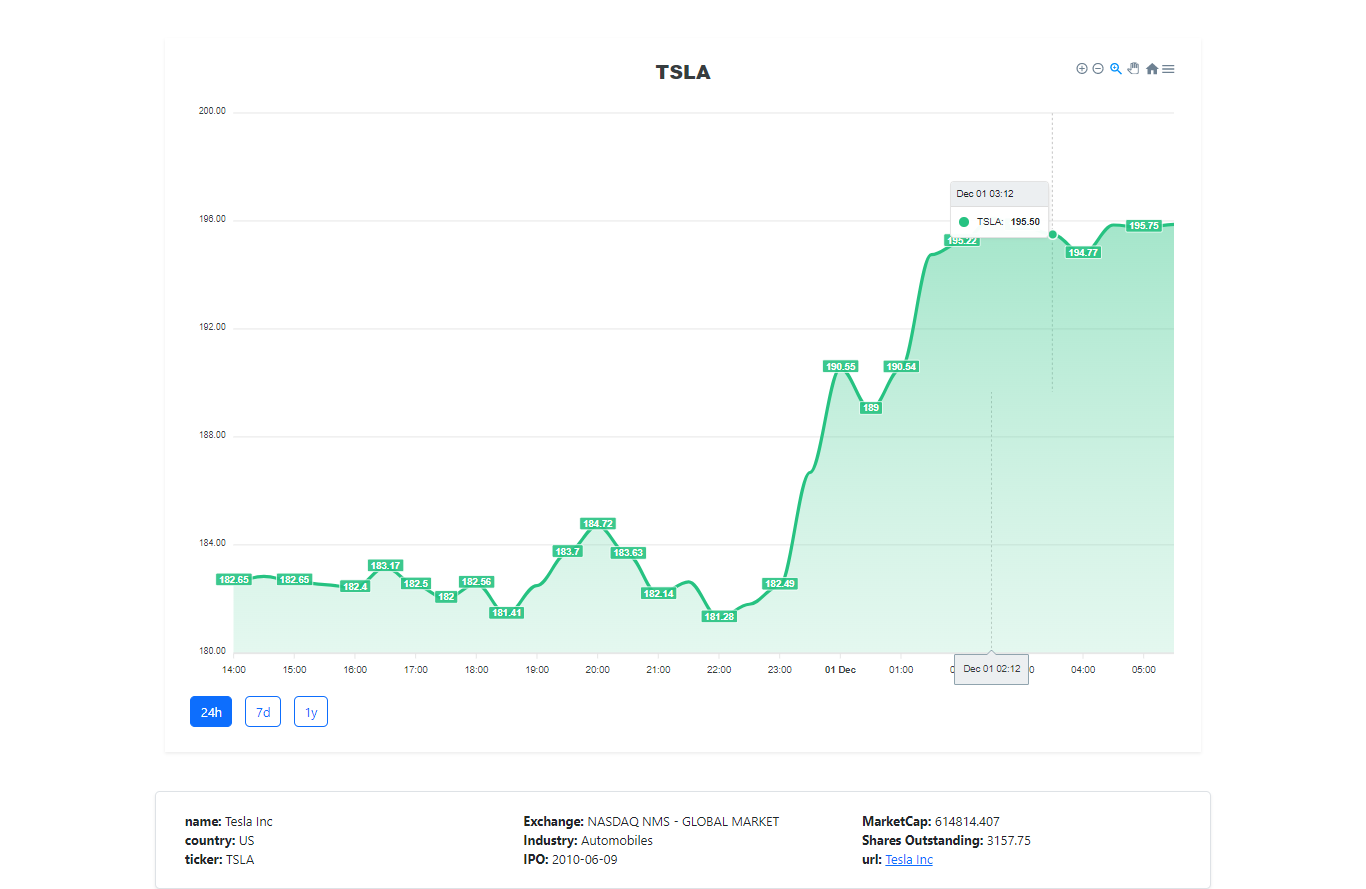 TSLA
200.00
196.00
192.00
188.00
184.00
180.00
Dec 01 03:12
TSLA: 195.50
182.65
182.65
182.4
183.17
182.5
182
182.56
181.41
183.7
184.72
183.63
182.14
181.28
182.49
190.55
189
190.54
195.22
194.77
195.75
14:00 15:00 16:00 17:00 18:00 19:00 20:00 21:00 22:00 23:00 01 Dec 01:00 04:00 05:00
Dec 01 02:12
24h 7d 1y
name: Tesla Inc
country: US
ticker: TSLA
Exchange: NASDAQ NMS - GLOBAL MARKET
Industry: Automobiles
IPO: 2010-06-09
MarketCap: 614814.407
Shares Outstanding: 3157.75
url: Tesla Inc